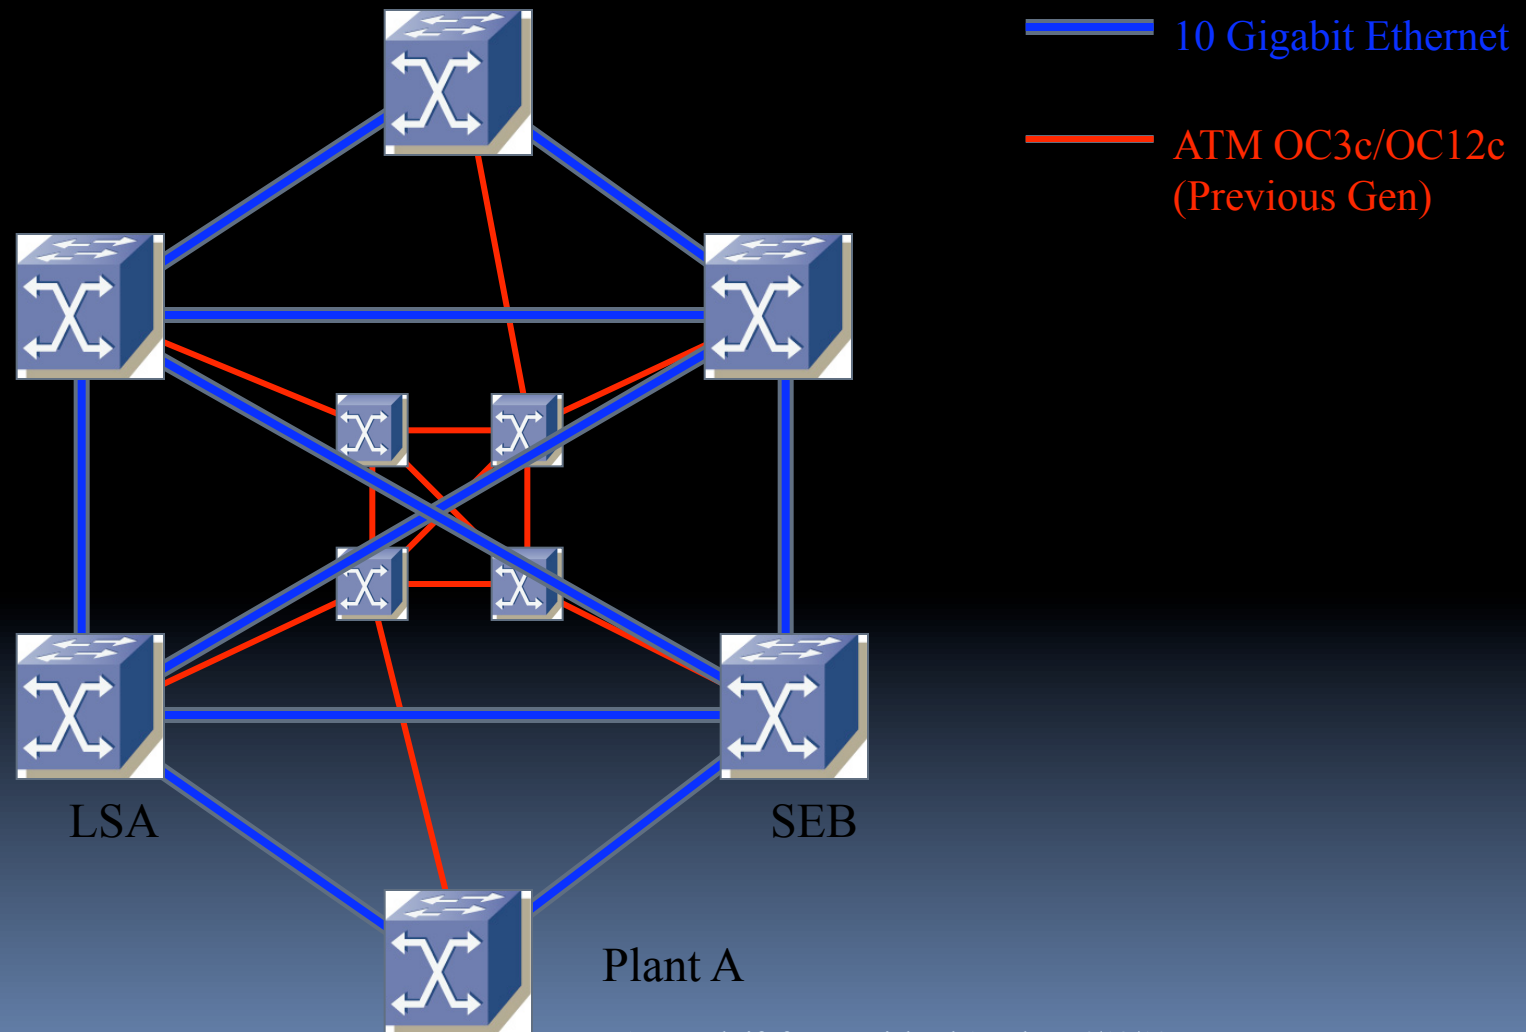 10 Gigabit Ethernet
ATM OC3c/OC12c
(Previous Gen)
LSA
SEB
Plant A